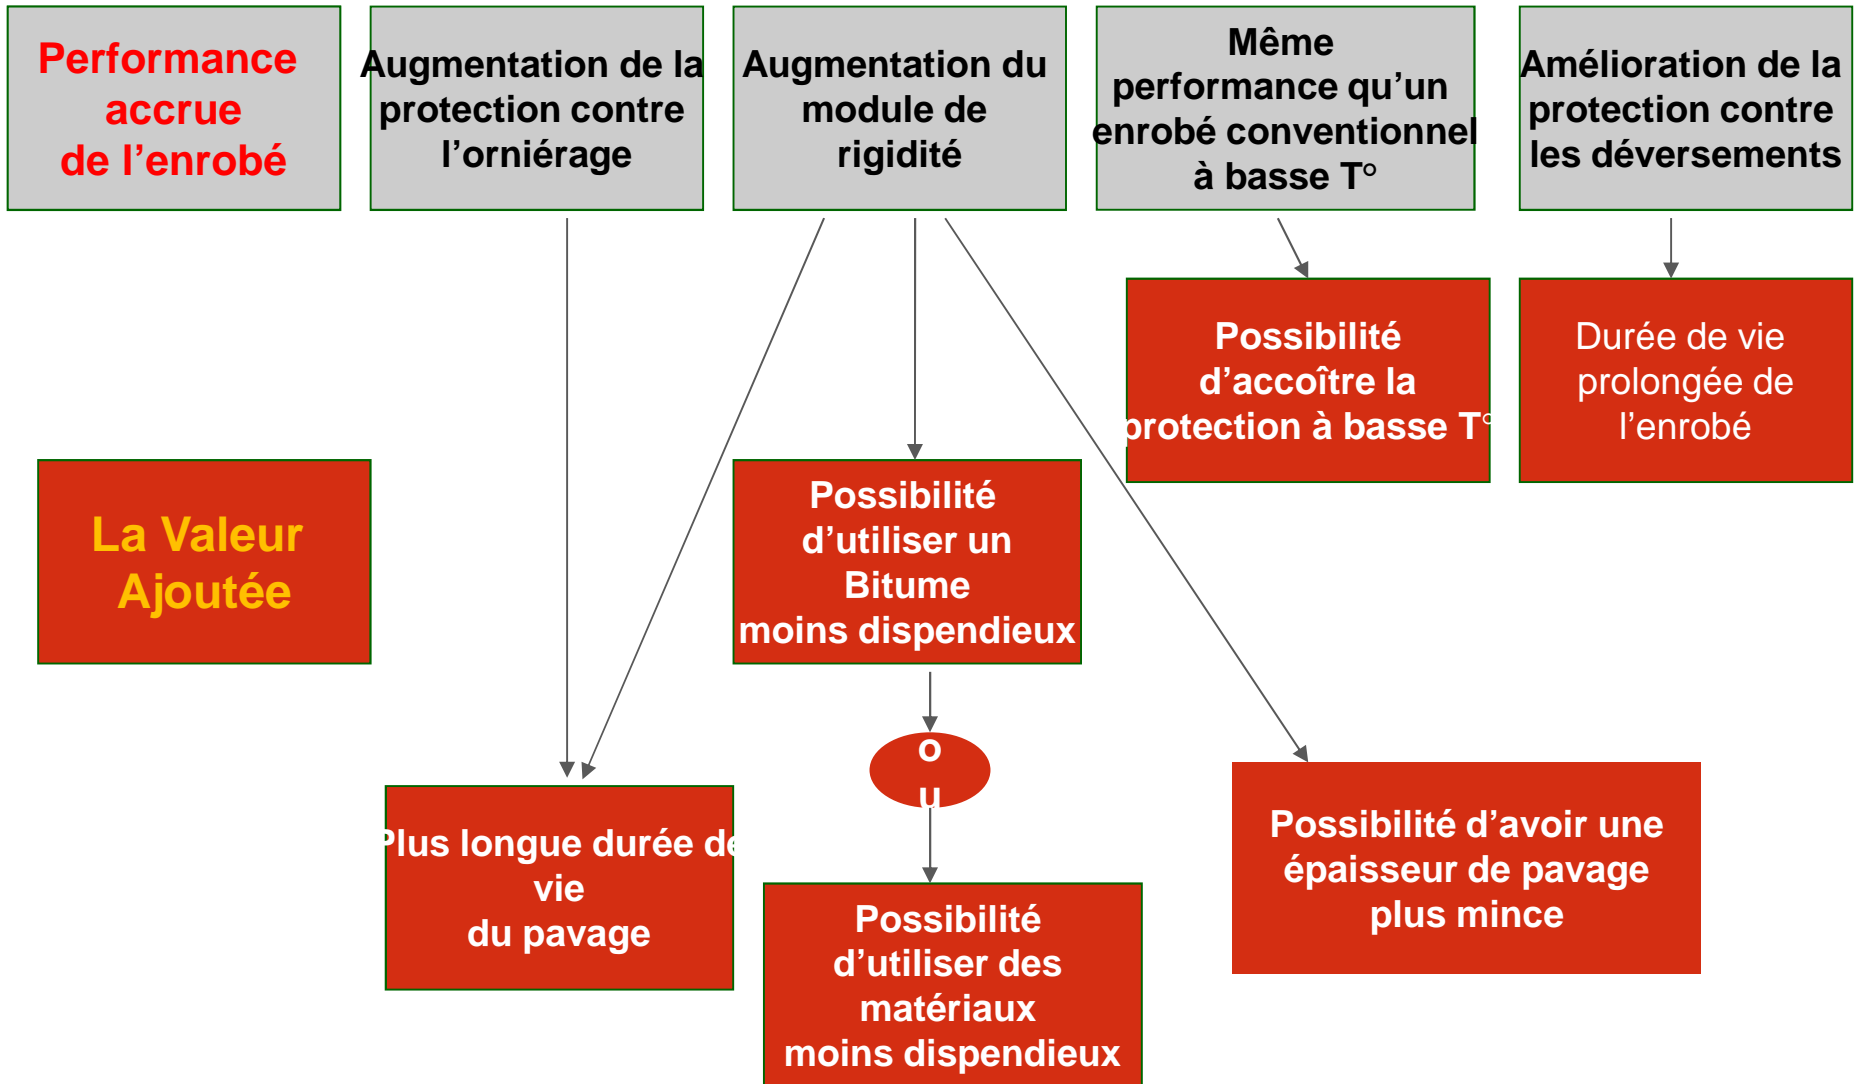 Performance
accrue
de l’enrobé
Augmentation de la
protection contre
l’orniérage
Augmentation du
module de
rigidité
Même
performance qu’un
enrobé conventionnel
à basse T°
Amélioration de la
protection contre
les déversements
Possibilité
d’accoître la
protection à basse T°
Durée de vie
prolongée de
l’enrobé
La Valeur
Ajoutée
Possibilité
d’utiliser un
Bitume
moins dispendieux
o
u
Plus longue durée de
vie
du pavage
Possibilité d’avoir une
épaisseur de pavage
plus mince
Possibilité
d’utiliser des
matériaux
moins dispendieux